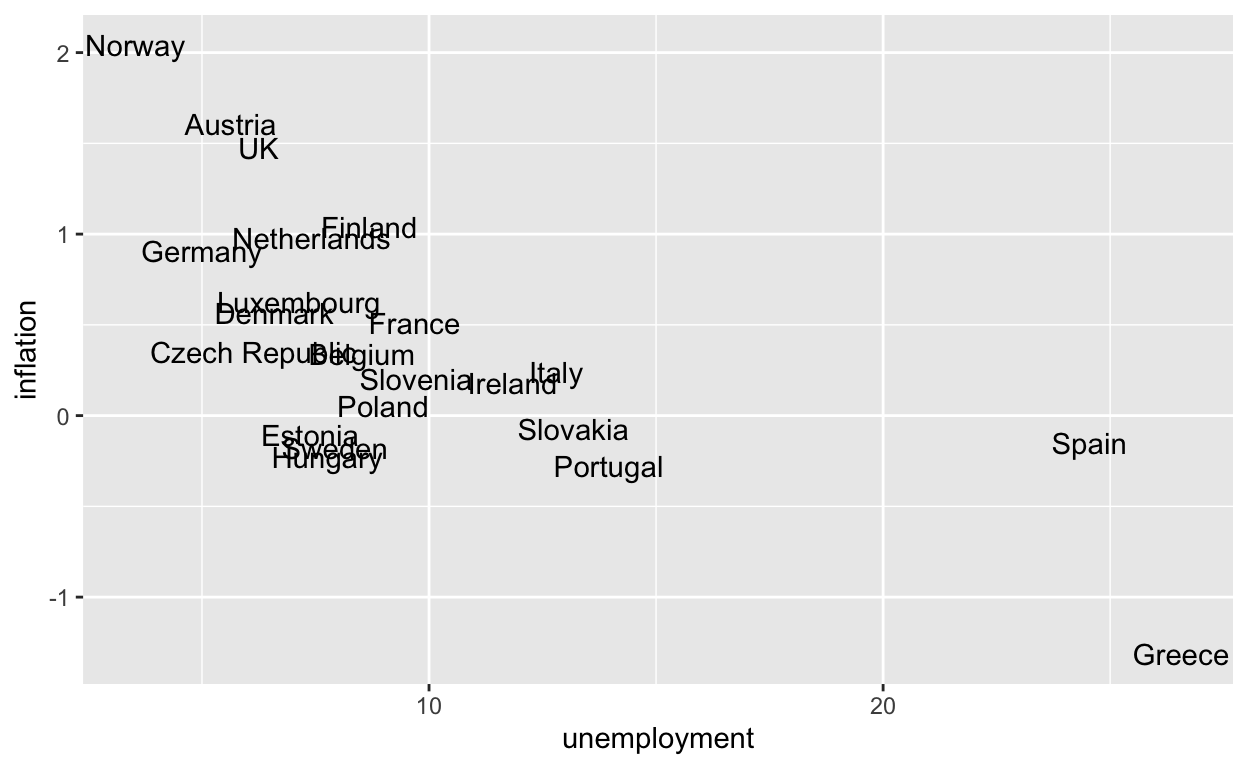 2
Norway
Austria
UK
Finland
1
Netherlands
Germany
Luxembourg
Denmark
France
Czech Republic
Belgium
Italy
Slovenia
Ireland
Poland
0
Slovakia
Estonia
Spain
Sweden
Hungary
Portugal
-1
Greece
inflation
10
20
unemployment